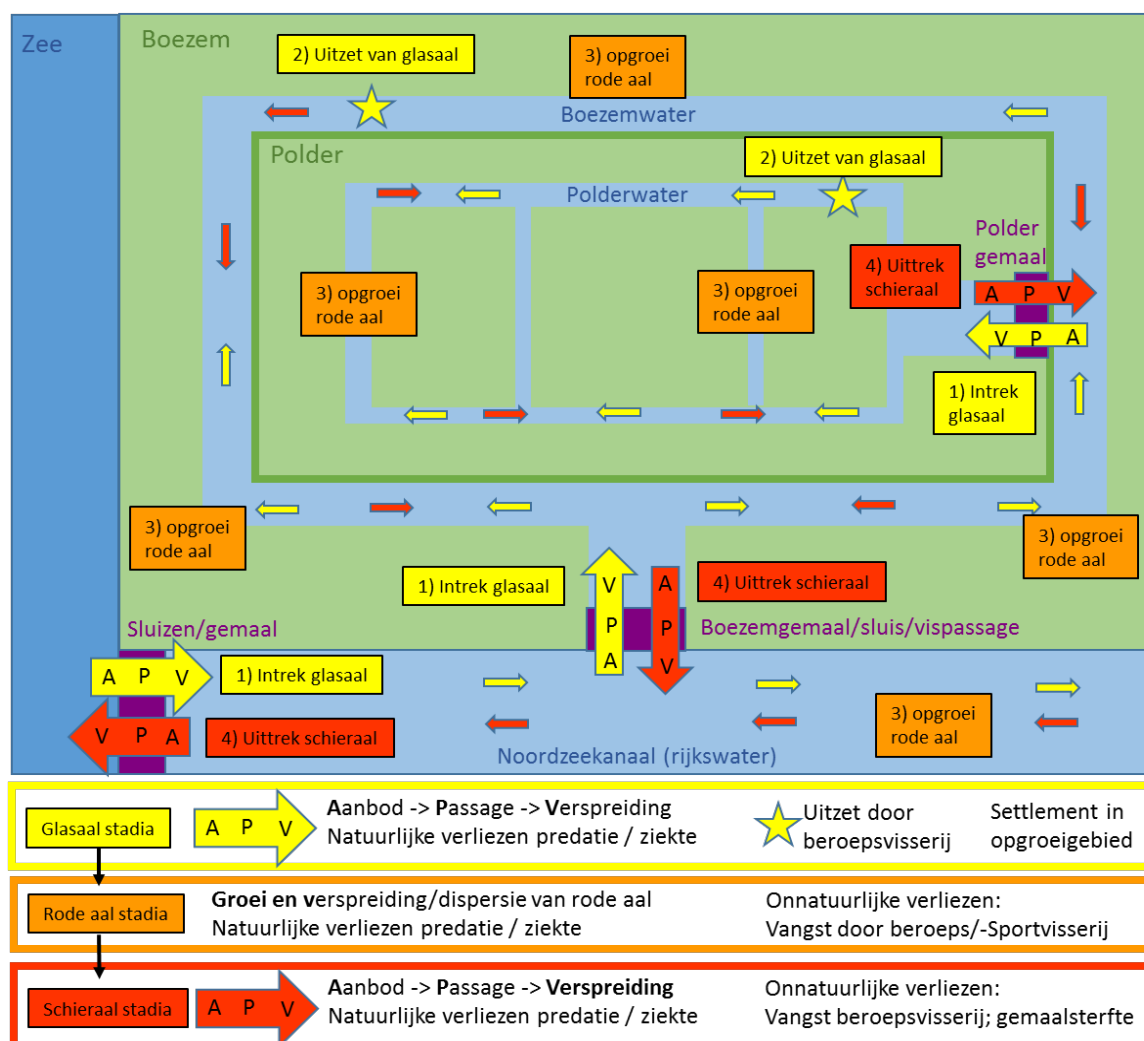 Zee
Boezem
2) Uitzet van glasaal
3) opgroei
rode aal
Boezemwater
Polder
2) Uitzet van glasaal
Polderwater
Polder
gemaal
4) Uittrek
schieraal
A P V
V P A
3) opgroei
rode aal
3) opgroei
rode aal
1) Intrek
glasaal
3) opgroei
rode aal
3) opgroei
rode aal
1) Intrek glasaal
V
P
A
A
P
V
4) Uittrek schieraal
Sluizen/gemaal
Boezemgemaal/sluis/vispassage
A P V
1) Intrek glasaal
V P A
4) Uittrek schieraal
3) opgroei
rode aal
Noordzeekanaal (rijkswater)
Glasaal stadia
A P V
Aanbod -> Passage -> Verspreiding
Natuurlijke verliezen predatie / ziekte
Uitzet door
beroepsvisserij
Settlement in
opgroeigebied
Rode aal stadia
Groei en verspreiding/dispersie van rode aal
Natuurlijke verliezen predatie / ziekte
Onnatuurlijke verliezen:
Vangst door beroeps/-Sportvisserij
Schieraal stadia
A P V
Aanbod -> Passage -> Verspreiding
Natuurlijke verliezen predatie / ziekte
Onnatuurlijke verliezen:
Vangst beroepsvisserij; gemaalsterfte